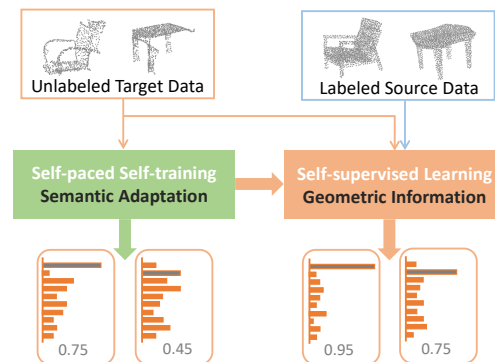 Unlabeled Target Data
Labeled Source Data
Self-paced Self-training
Semantic Adaptation
Self-supervised Learning
Geometric Information
0.75
0.45
0.95
0.75